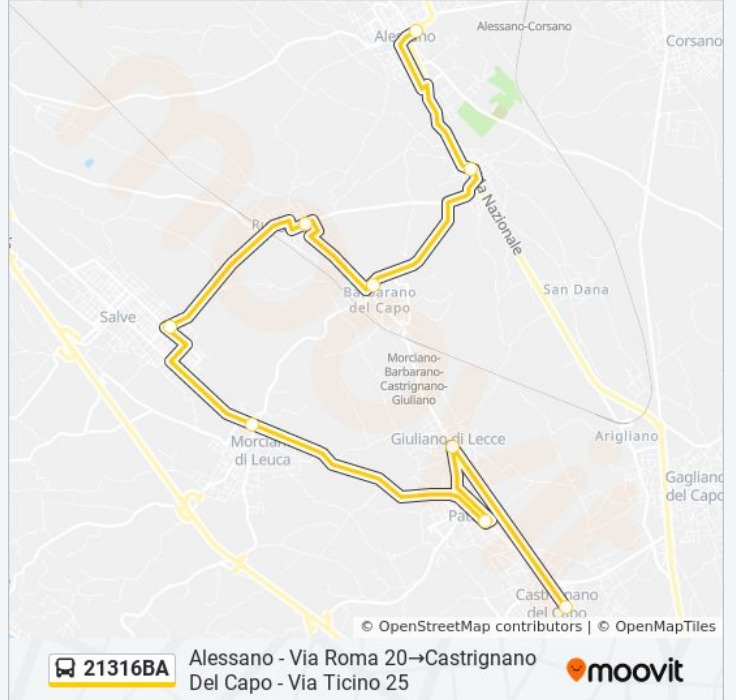 Alessano
Alessano-Corsano
Corsano
Via Nazionale
San Dana
Barbarano
del Capo
Salve
Morciano-
Barbarano-
Castrignano-
Giuliano
Giuliano di Lecce
Arigliano
Morciano
di Leuca
Gagliano
del Capo
Castrignano
del Capo
© OpenStreetMap contributors | © OpenMapTiles
21316BA
Alessano - Via Roma 20→Castrignano
Del Capo - Via Ticino 25
moovit